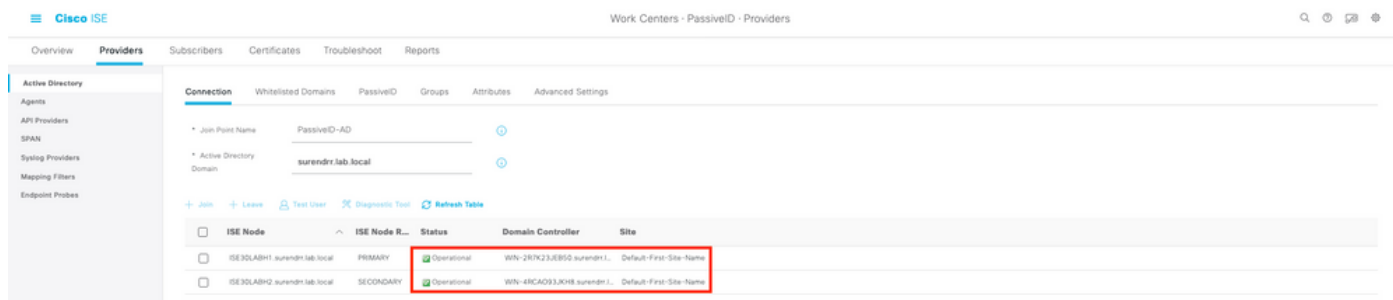 Cisco ISE
Work Centers · PassiveID · Providers
Overview Providers Subscribers Certificates Troubleshoot Reports
Active Directory
Agents
API Providers
SPAN
Syslog Providers
Mapping Filters
Endpoint Probes
Connection Whitelisted Domains PassiveID Groups Attributes Advanced Settings
* Join Point Name PassiveID-AD
* Active Directory Domain surendrr.lab.local
+ Join + Leave Test User Diagnostic Tool Refresh Table
ISE Node ISE Node R... Status Domain Controller Site
ISE30LABH1.surendrr.lab.local PRIMARY Operational WIN-2R7K23JEBS0.surendrr.l... Default-First-Site-Name
ISE30LABH2.surendrr.lab.local SECONDARY Operational WIN-4RCAO93JKH8.surendrr.l... Default-First-Site-Name